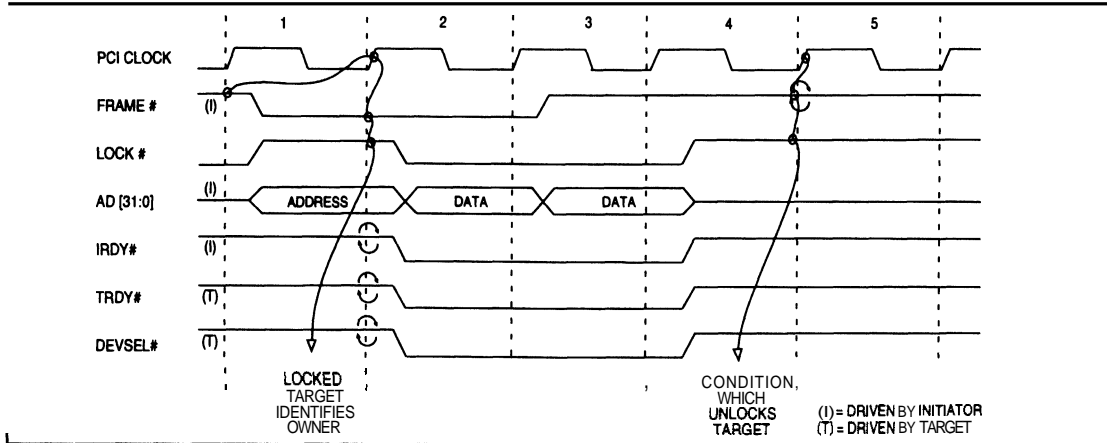 1 2 3 4 5
PCI CLOCK
FRAME # (I)
LOCK #
AD [31:0] (I) ADDRESS DATA DATA
IRDY# (I)
TRDY# (T)
DEVSEL# (T)
LOCKED
TARGET
IDENTIFIES
OWNER
CONDITION,
WHICH
UNLOCKS
TARGET
(I) = DRIVEN BY INITIATOR
(T) = DRIVEN BY TARGET